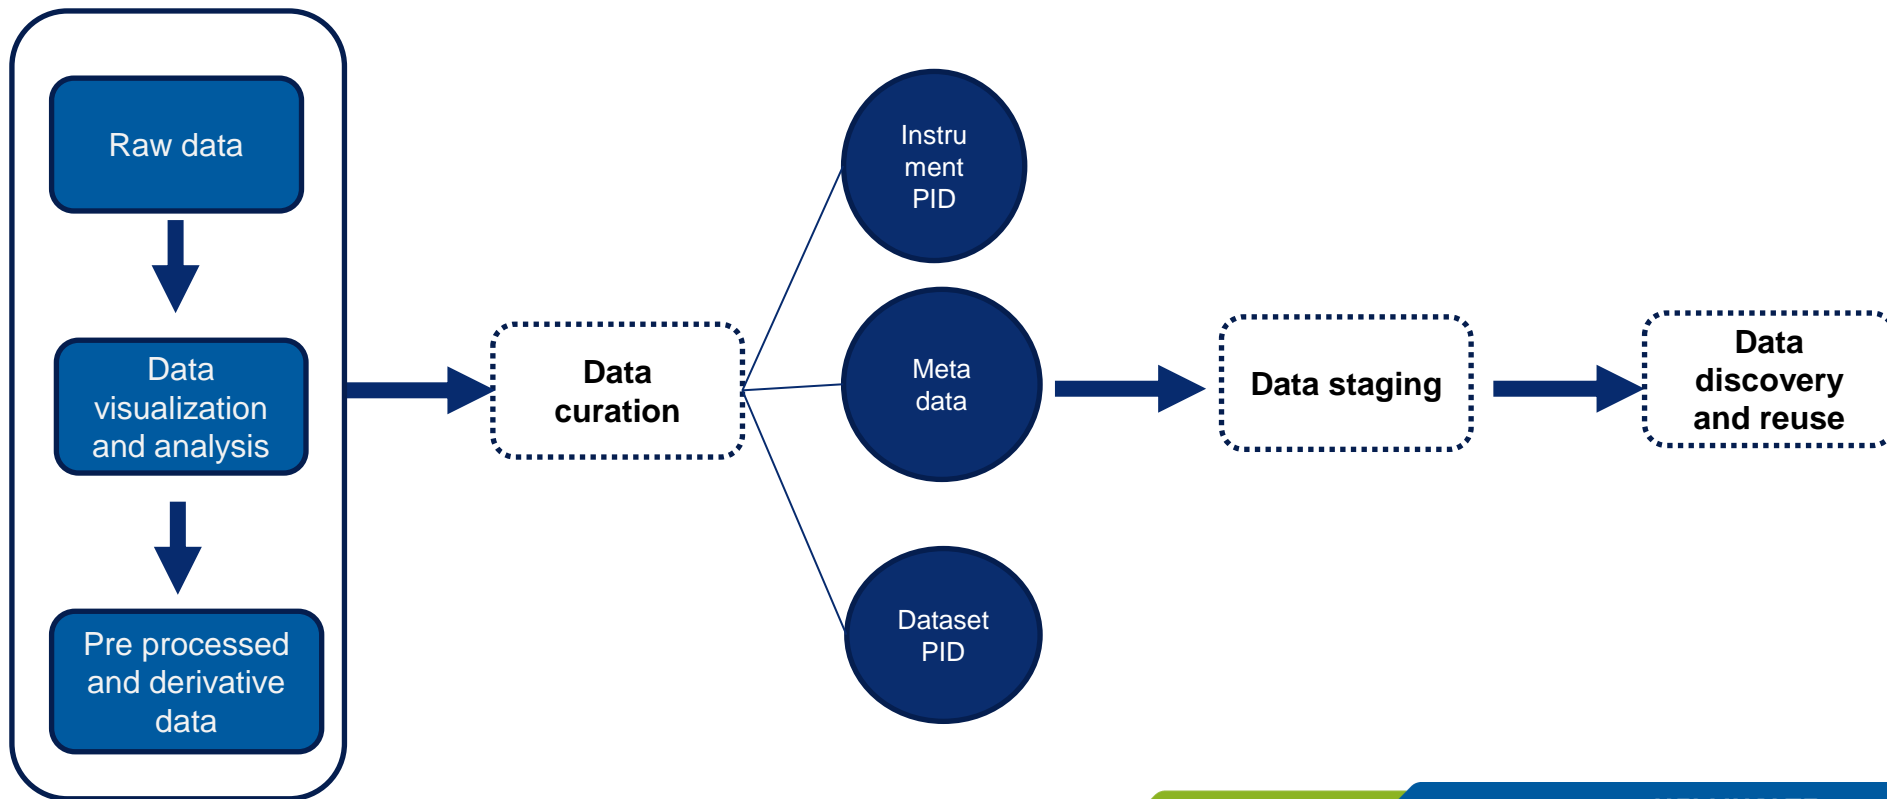 Raw data
Data
visualization
and analysis
Pre processed
and derivative
data
Data
curation
Instru
ment
PID
Meta
data
Dataset
PID
Data staging
Data
discovery
and reuse